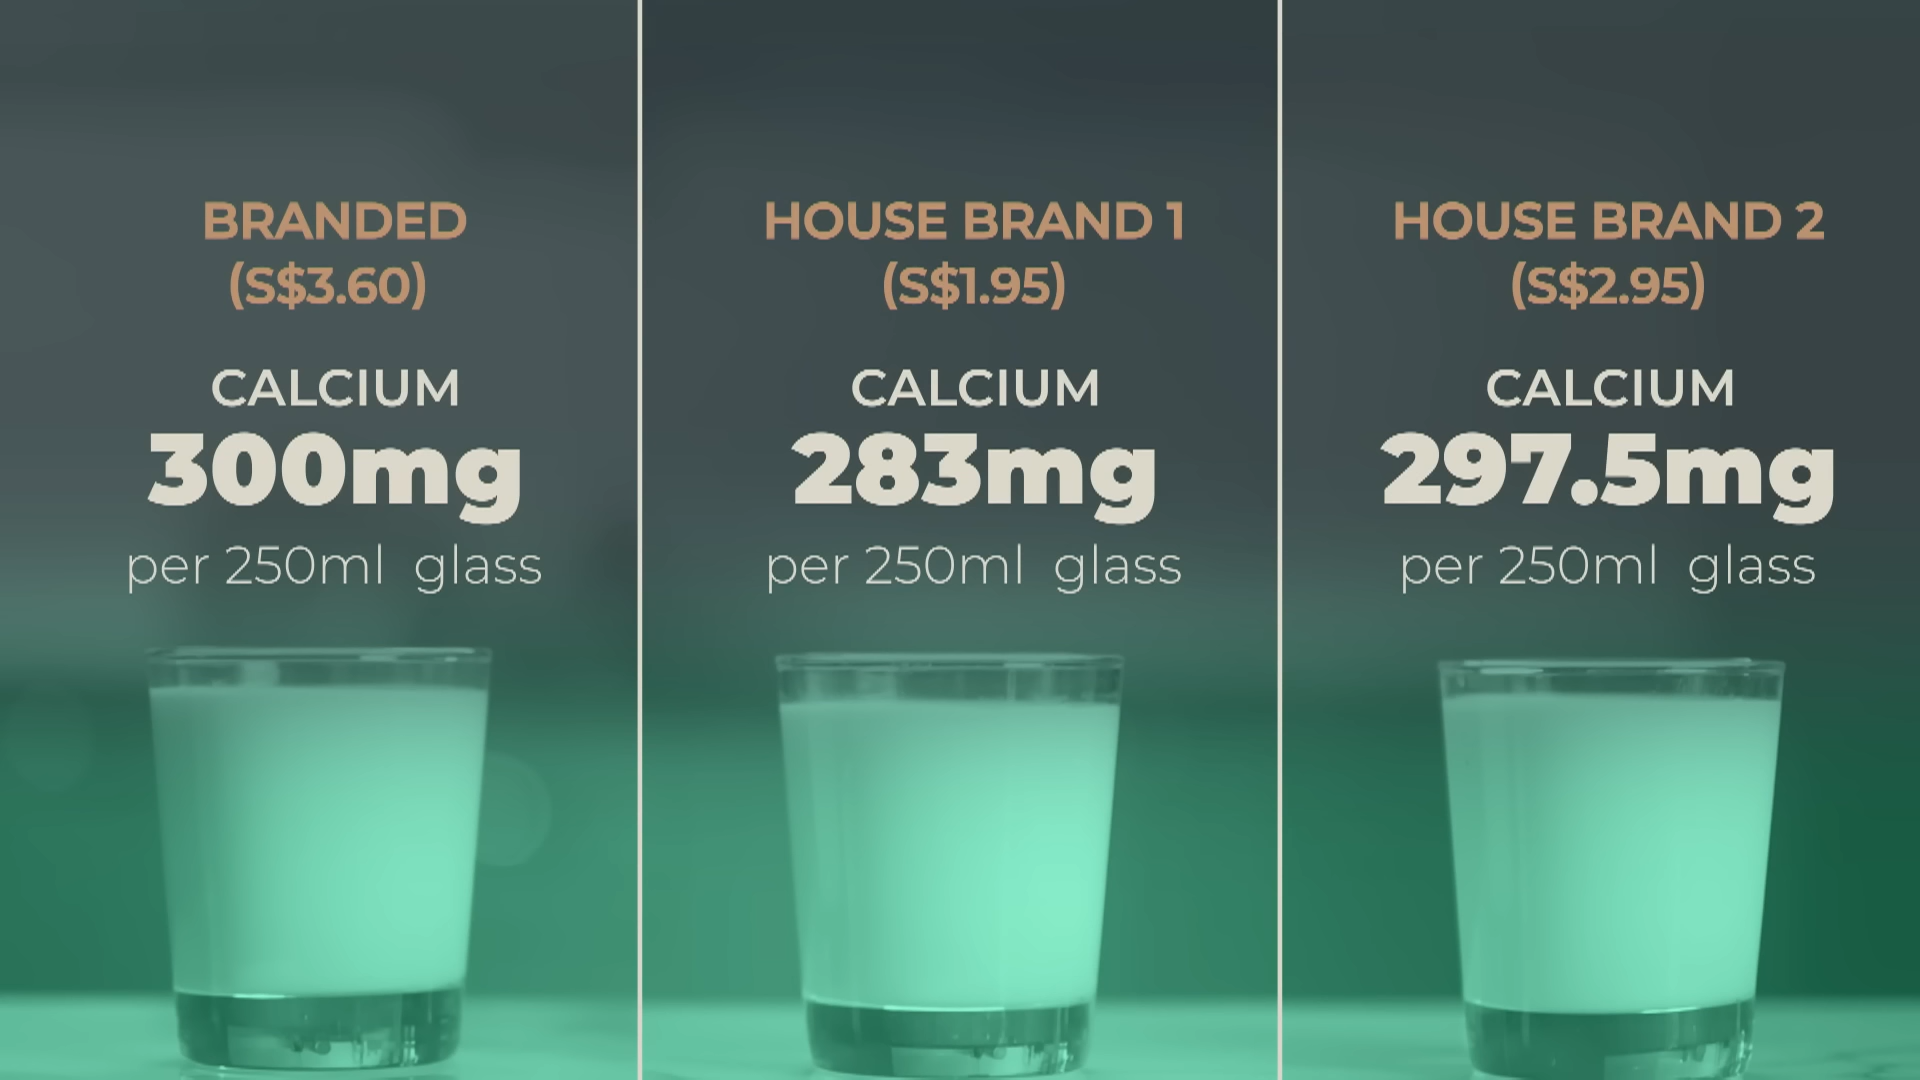 BRANDED
(S$3.60)
CALCIUM
300mg
per 250ml glass
HOUSE BRAND 1
(S$1.95)
CALCIUM
283mg
per 250ml glass
HOUSE BRAND 2
(S$2.95)
CALCIUM
297.5mg
per 250ml glass